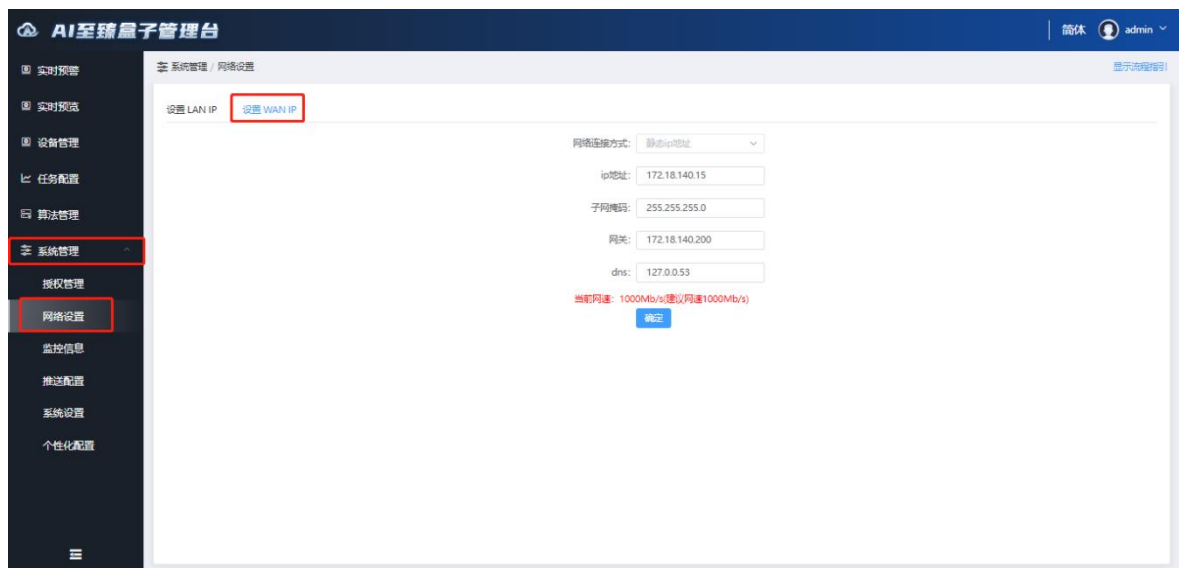 AI至臻盒子管理台
简体 admin
实时预警
实时预览
设备管理
任务配置
算法管理
系统管理
授权管理
网络设置
监控信息
推送配置
系统设置
个性化配置
系统管理 / 网络设置
显示流程指引
设置 LAN IP 设置 WAN IP
网络连接方式: 静态ip地址
ip地址: 172.18.140.15
子网掩码: 255.255.255.0
网关: 172.18.140.200
dns: 127.0.0.53
当前网速：1000Mb/s(建议网速1000Mb/s)
确定